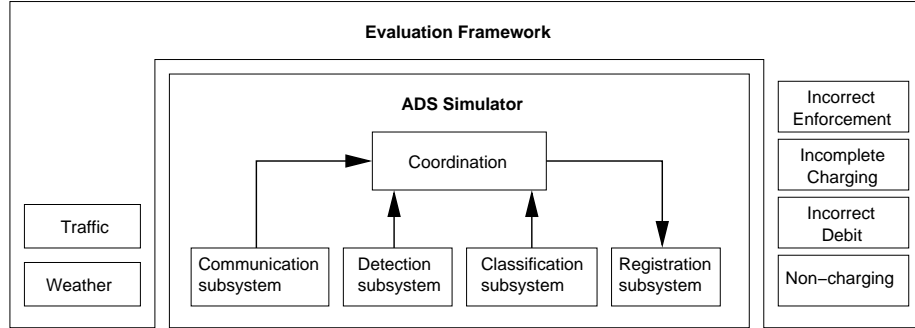 Evaluation Framework
ADS Simulator
Coordination
Communication
subsystem
Detection
subsystem
Classification
subsystem
Registration
subsystem
Traffic
Weather
Incorrect
Enforcement
Incomplete
Charging
Incorrect
Debit
Non−charging